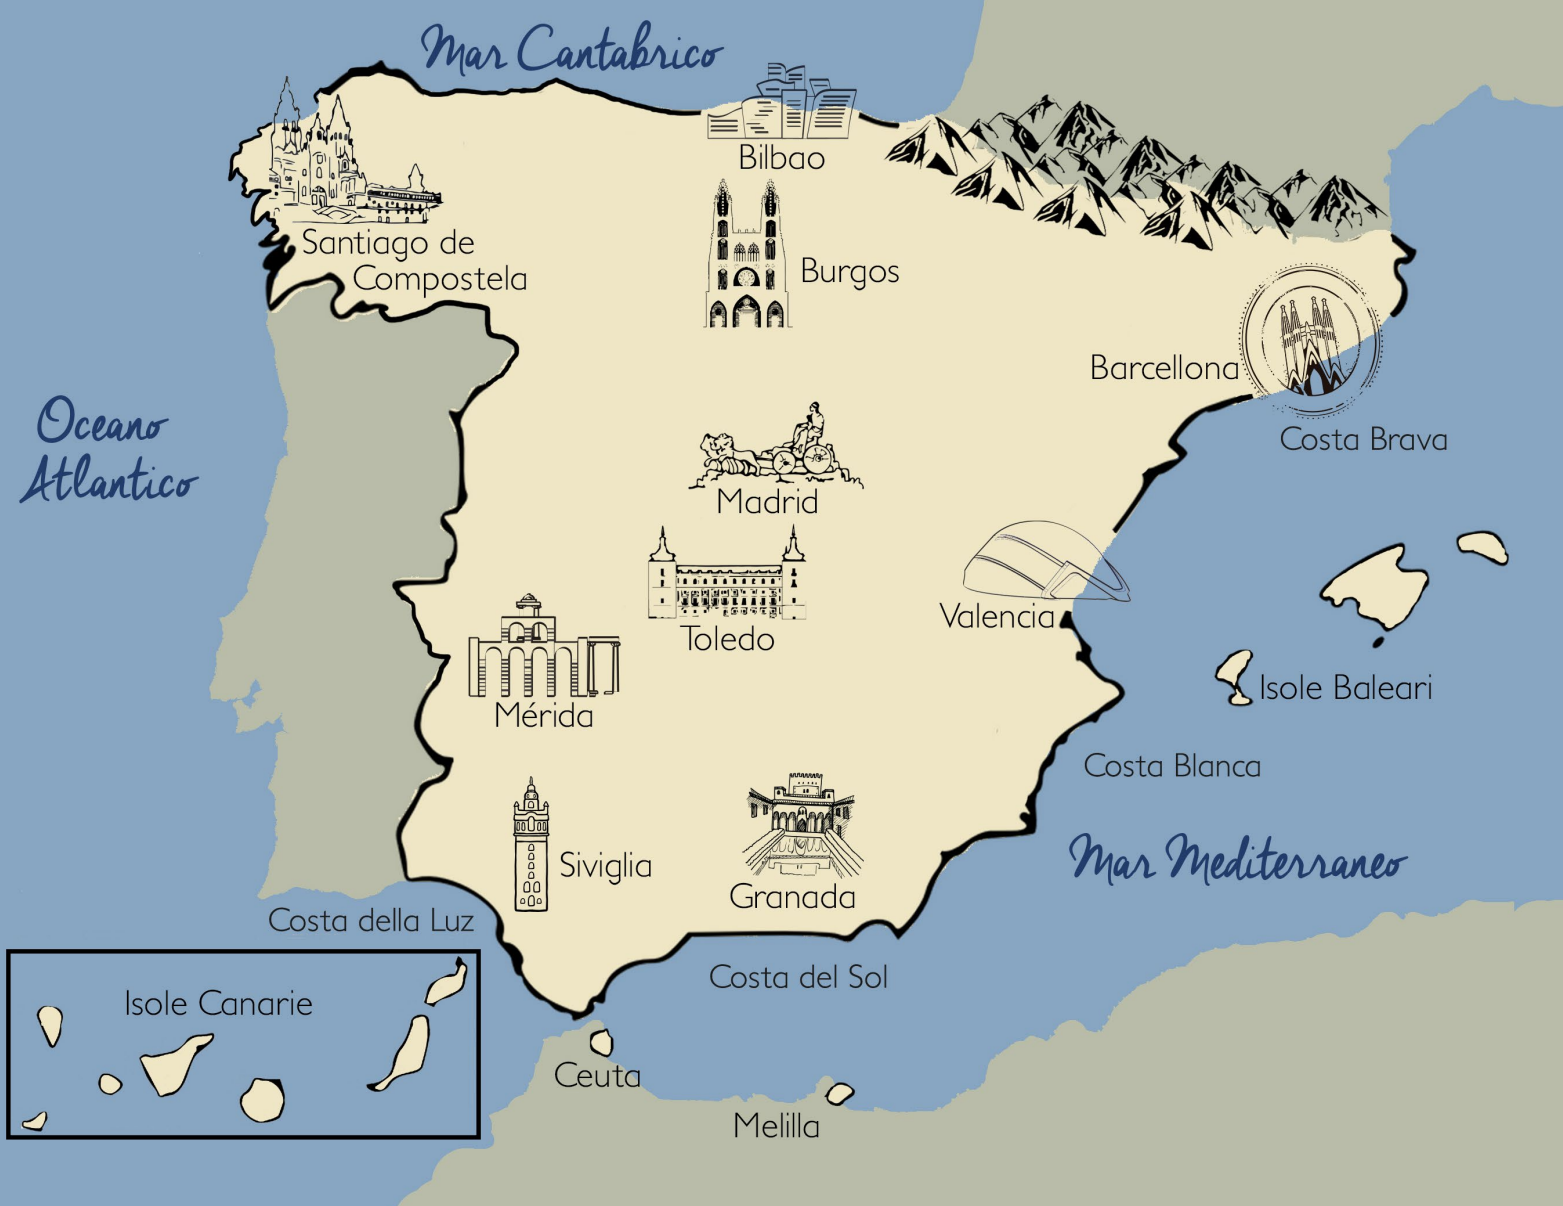 Mar Cantabrico
Bilbao
Santiago de
Compostela
Burgos
Barcellona
Oceano
Atlantico
Costa Brava
Madrid
Valencia
Toledo
Isole Baleari
Mérida
Costa Blanca
Mar Mediterraneo
Siviglia
Granada
Costa della Luz
Costa del Sol
Isole Canarie
Ceuta
Melilla